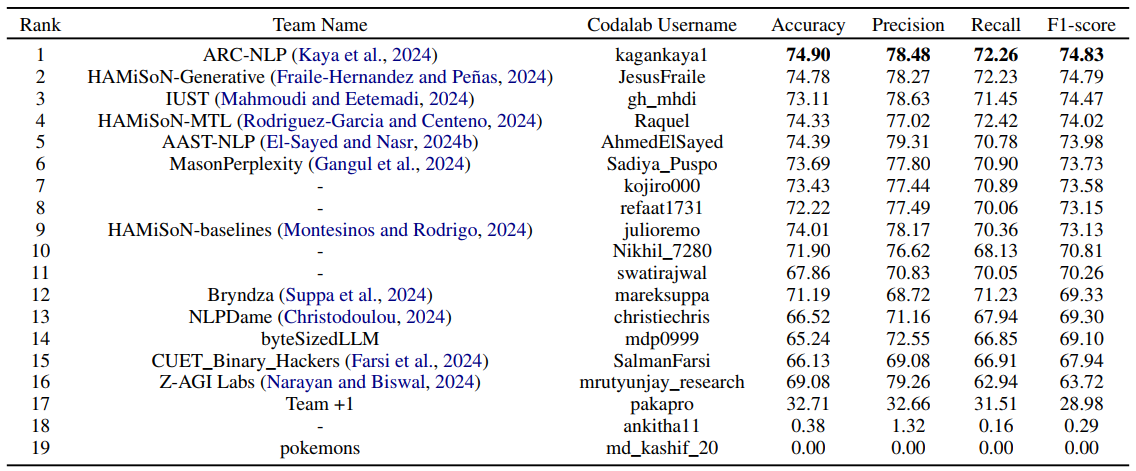 Rank Team Name Codalab Username Accuracy Precision Recall F1-score
1 ARC-NLP (Kaya et al., 2024) kagankaya1 74.90 78.48 72.26 74.83
2 HAMiSoN-Generative (Fraile-Hernandez and Peñas, 2024) JesusFraile 74.78 78.27 72.23 74.79
3 IUST (Mahmoudi and Eetemadi, 2024) gh_mhdi 73.11 78.63 71.45 74.47
4 HAMiSoN-MTL (Rodriguez-Garcia and Centeno, 2024) Raquel 74.33 77.02 72.42 74.02
5 AAST-NLP (El-Sayed and Nasr, 2024b) AhmedElSayed 74.39 79.31 70.78 73.98
6 MasonPerplexity (Gangul et al., 2024) Sadiya_Puspo 73.69 77.80 70.90 73.73
7 - kojiro000 73.43 77.44 70.89 73.58
8 - refaat1731 72.22 77.49 70.06 73.15
9 HAMiSoN-baselines (Montesinos and Rodrigo, 2024) julioremo 74.01 78.17 70.36 73.13
10 - Nikhil_7280 71.90 76.62 68.13 70.81
11 - swatirajwal 67.86 70.83 70.05 70.26
12 Bryndza (Suppa et al., 2024) mareksuppa 71.19 68.72 71.23 69.33
13 NLPDame (Christodoulou, 2024) christiechris 66.52 71.16 67.94 69.30
14 byteSizedLLM mdp0999 65.24 72.55 66.85 69.10
15 CUET_Binary_Hackers (Farsi et al., 2024) SalmanFarsi 66.13 69.08 66.91 67.94
16 Z-AGI Labs (Narayan and Biswal, 2024) mrutyunjay_research 69.08 79.26 62.94 63.72
17 Team +1 pakapro 32.71 32.66 31.51 28.98
18 - ankitha11 0.38 1.32 0.16 0.29
19 pokemons md_kashif_20 0.00 0.00 0.00 0.00